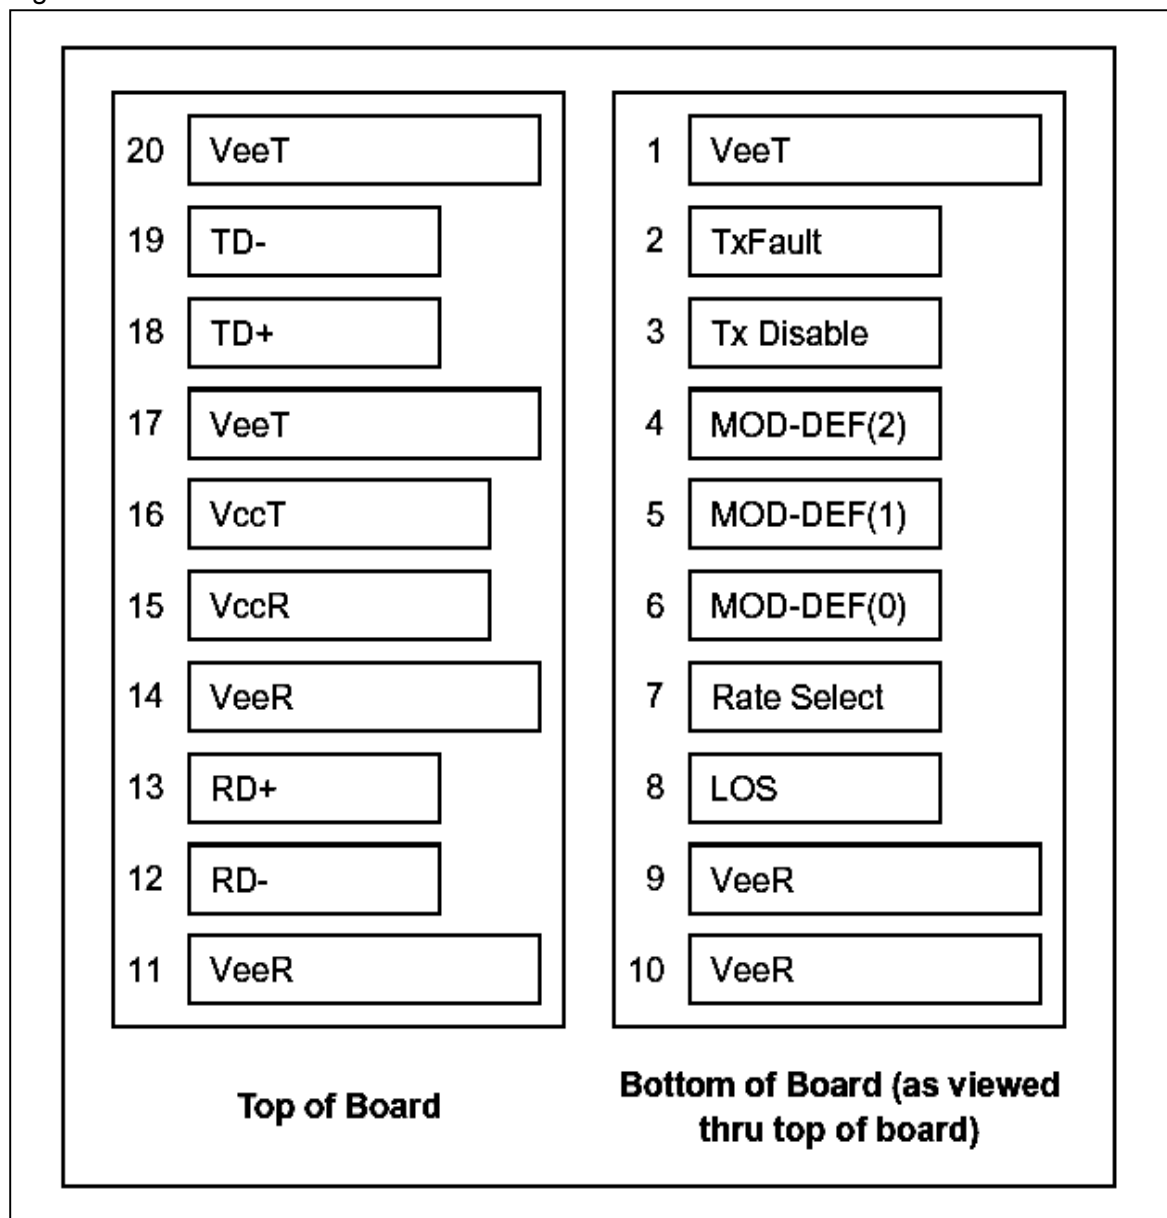 20 VeeT
19 TD-
18 TD+
17 VeeT
16 VccT
15 VccR
14 VeeR
13 RD+
12 RD-
11 VeeR
Top of Board
1 VeeT
2 TxFault
3 Tx Disable
4 MOD-DEF(2)
5 MOD-DEF(1)
6 MOD-DEF(0)
7 Rate Select
8 LOS
9 VeeR
10 VeeR
Bottom of Board (as viewed
thru top of board)